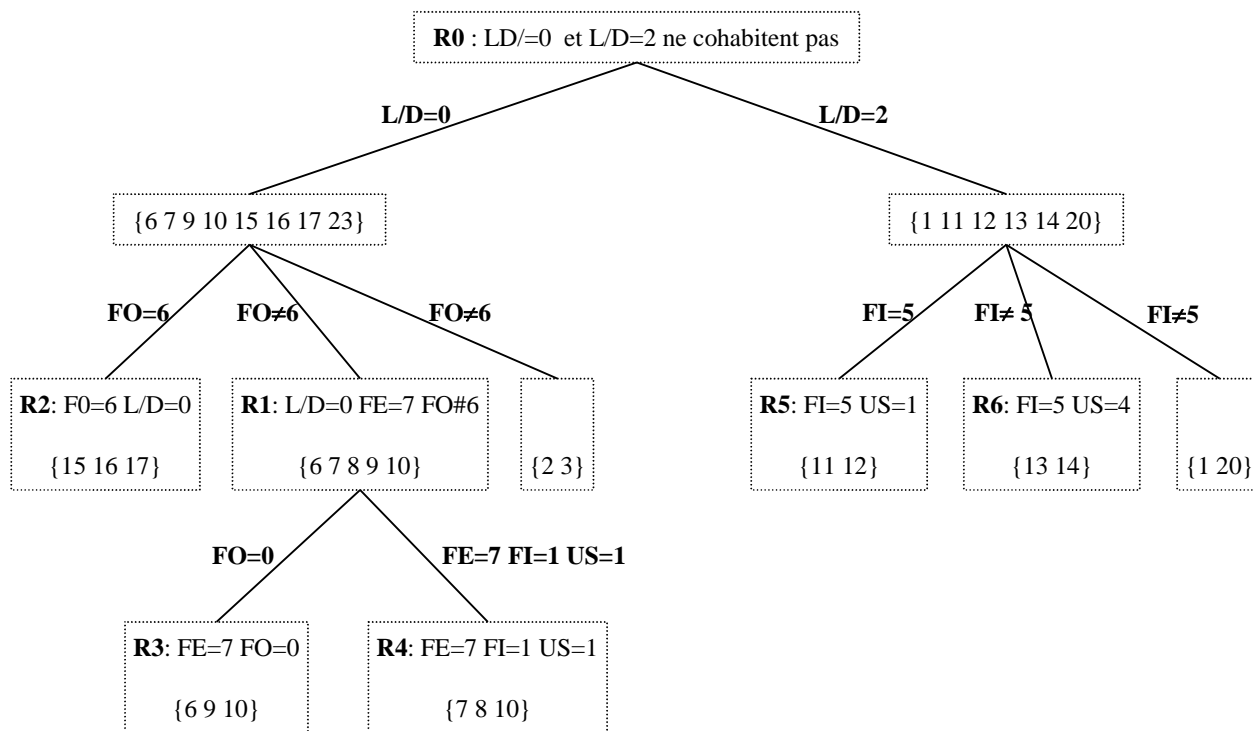 R0 : LD/=0 et L/D=2 ne cohabitent pas
L/D=0
L/D=2
{6 7 9 10 15 16 17 23}
{1 11 12 13 14 20}
FO=6
FO≠6
FO≠6
FI=5
FI≠ 5
FI≠5
R2: F0=6 L/D=0
{15 16 17}
R1: L/D=0 FE=7 FO#6
{6 7 8 9 10}
{2 3}
R5: FI=5 US=1
{11 12}
R6: FI=5 US=4
{13 14}
{1 20}
FO=0
FE=7 FI=1 US=1
R3: FE=7 FO=0
{6 9 10}
R4: FE=7 FI=1 US=1
{7 8 10}